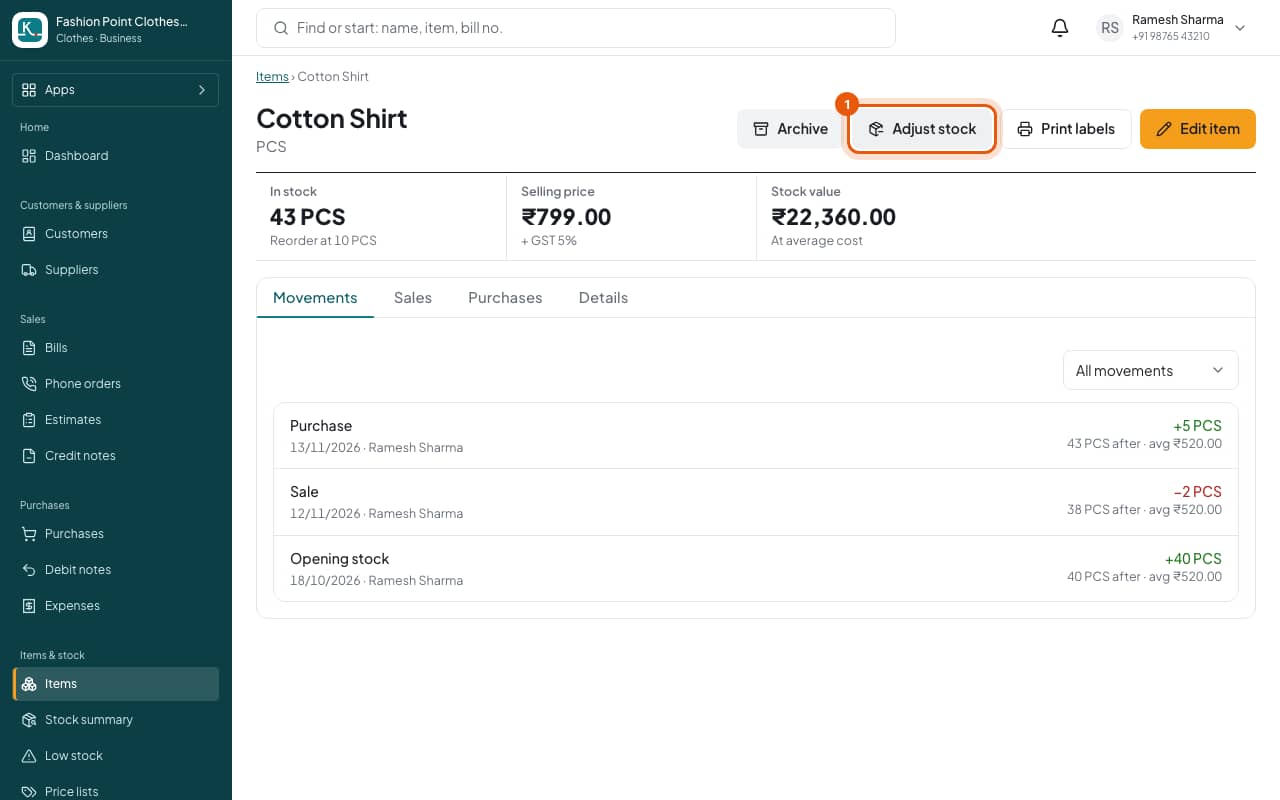 Fashion Point Clothes...
Clothes · Business
Apps
Home
Dashboard
Customers & suppliers
Customers
Suppliers
Sales
Bills
Phone orders
Estimates
Credit notes
Purchases
Purchases
Debit notes
Expenses
Items & stock
Items
Stock summary
Low stock
Price lists
Find or start: name, item, bill no.
RS
Ramesh Sharma
+91 98765 43210
Items › Cotton Shirt
Cotton Shirt
PCS
Archive
1
Adjust stock
Print labels
Edit item
In stock
43 PCS
Reorder at 10 PCS
Selling price
₹799.00
+ GST 5%
Stock value
₹22,360.00
At average cost
Movements
Sales
Purchases
Details
All movements
Purchase
13/11/2026 · Ramesh Sharma
+5 PCS
43 PCS after · avg ₹520.00
Sale
12/11/2026 · Ramesh Sharma
−2 PCS
38 PCS after · avg ₹520.00
Opening stock
18/10/2026 · Ramesh Sharma
+40 PCS
40 PCS after · avg ₹520.00